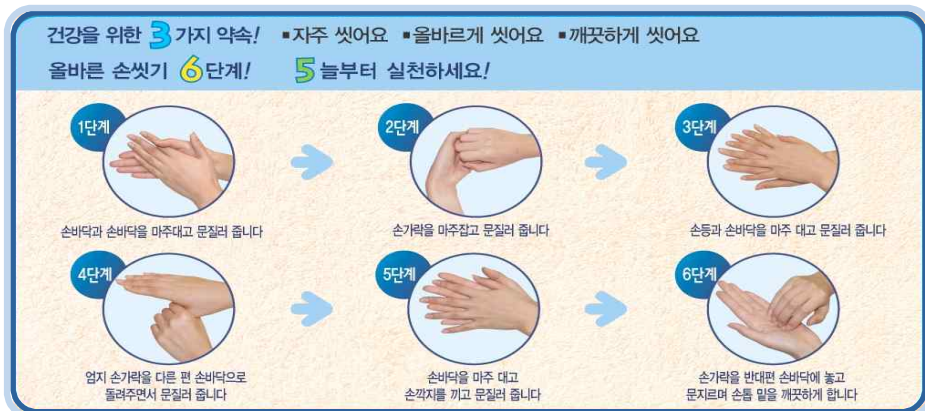 건강을 위한 3가지 약속! ▪자주 씻어요 ▪올바르게 씻어요 ▪깨끗하게 씻어요
올바른 손씻기 6단계! 5늘부터 실천하세요!
1단계
손바닥과 손바닥을 마주대고 문질러 줍니다
2단계
손가락을 마주잡고 문질러 줍니다
3단계
손등과 손바닥을 마주 대고 문질러 줍니다
4단계
엄지 손가락을 다른 편 손바닥으로
돌려주면서 문질러 줍니다
5단계
손바닥을 마주 대고
손깍지를 끼고 문질러 줍니다
6단계
손가락을 반대편 손바닥에 놓고
문지르며 손톱 밑을 깨끗하게 합니다